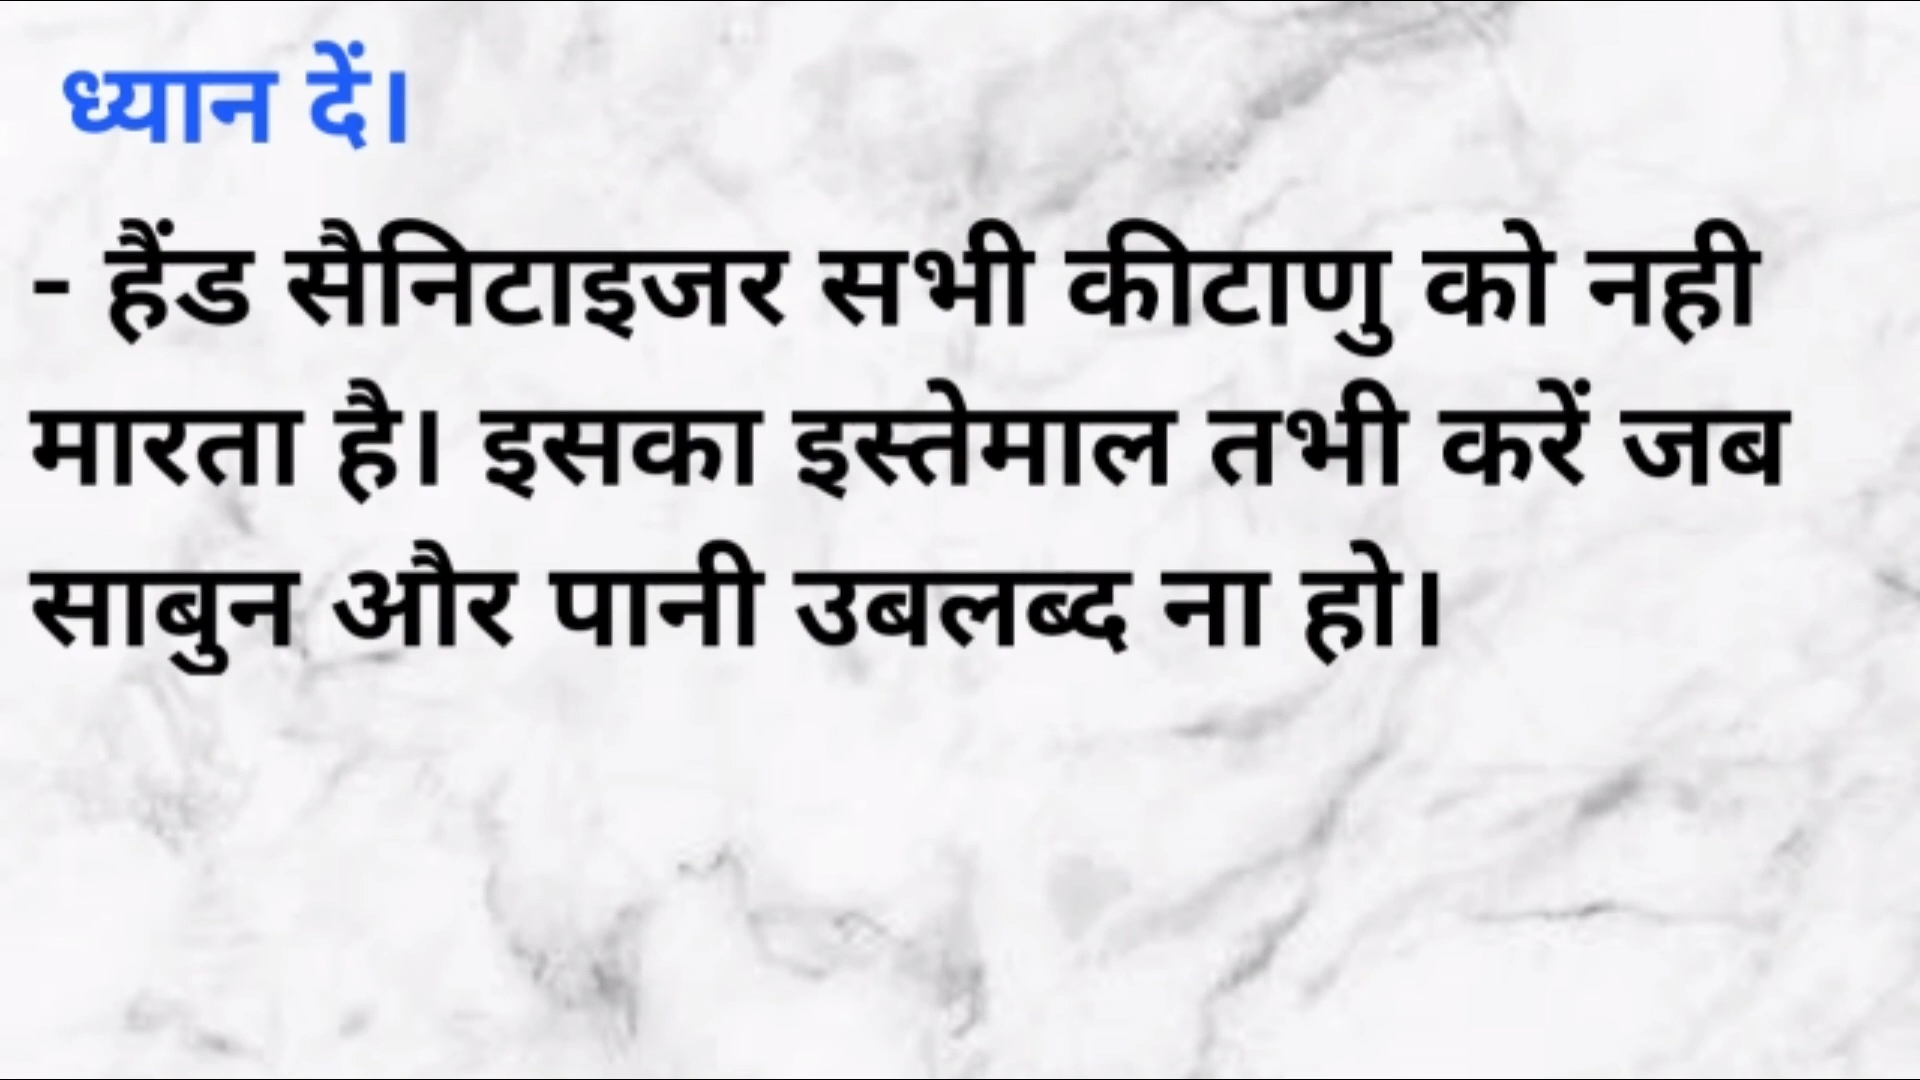 ध्यान दें।
- हैंड सैनिटाइजर सभी कीटाणु को नही
मारता है। इसका इस्तेमाल तभी करें जब
साबुन और पानी उबलब्द ना हो।